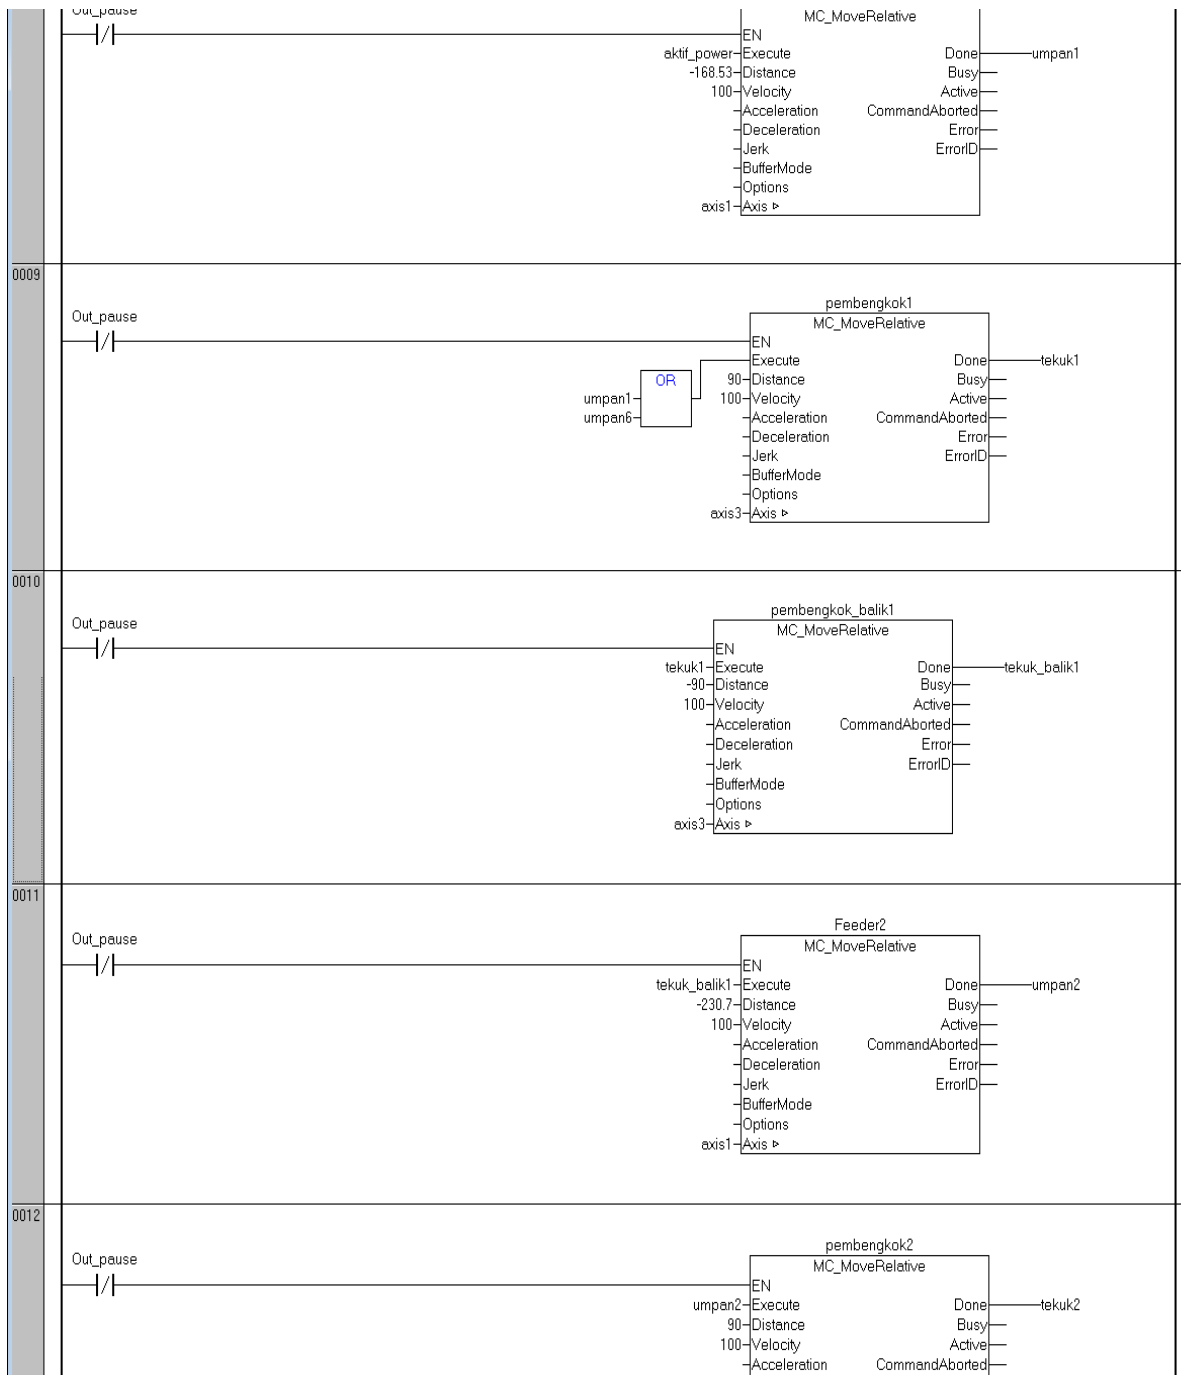 Out_pause
MC_MoveRelative
EN
aktif_power Execute Done umpan1
-168.53 Distance Busy
100 Velocity Active
Acceleration CommandAborted
Deceleration Error
Jerk ErrorID
BufferMode
Options
axis1 Axis
0009
pembengkok1
Out_pause
MC_MoveRelative
EN
Execute Done tekuk1
OR 90 Distance Busy
umpan1 100 Velocity Active
umpan6 Acceleration CommandAborted
Deceleration Error
Jerk ErrorID
BufferMode
Options
axis3 Axis
0010
pembengkok_balik1
Out_pause
MC_MoveRelative
EN
tekuk1 Execute Done tekuk_balik1
-90 Distance Busy
100 Velocity Active
Acceleration CommandAborted
Deceleration Error
Jerk ErrorID
BufferMode
Options
axis3 Axis
0011
Feeder2
Out_pause
MC_MoveRelative
EN
tekuk_balik1 Execute Done umpan2
-230.7 Distance Busy
100 Velocity Active
Acceleration CommandAborted
Deceleration Error
Jerk ErrorID
BufferMode
Options
axis1 Axis
0012
pembengkok2
Out_pause
MC_MoveRelative
EN
umpan2 Execute Done tekuk2
90 Distance Busy
100 Velocity Active
Acceleration CommandAborted